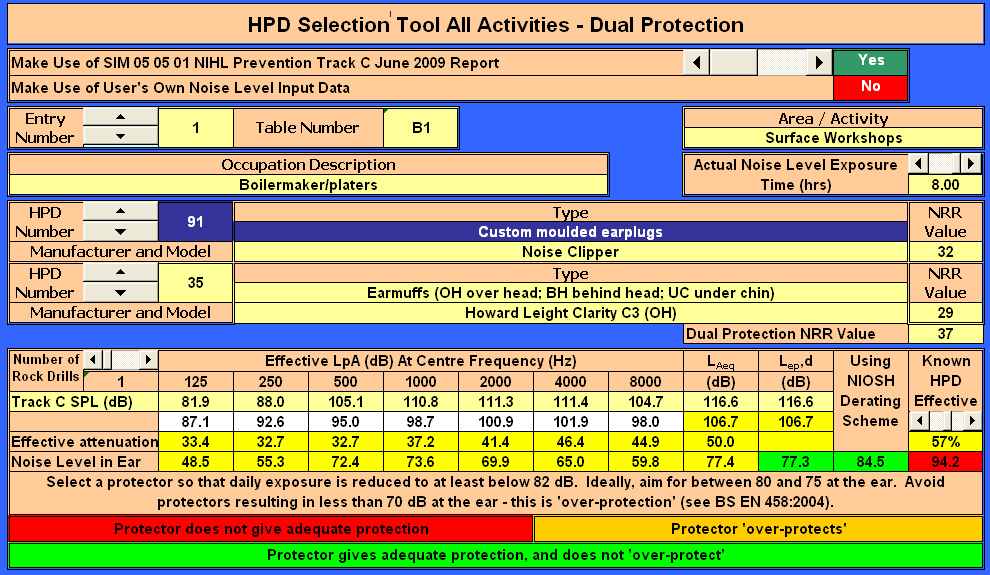 HPD Selection Tool All Activities - Dual Protection
Make Use of SIM 05 05 01 NIHL Prevention Track C June 2009 Report
Yes
Make Use of User's Own Noise Level Input Data
No
Entry Number
1
Table Number
B1
Area / Activity
Surface Workshops
Occupation Description
Boilermaker/platers
Actual Noise Level Exposure
Time (hrs)
8.00
HPD Number
91
Type
Custom moulded earplugs
NRR Value
Manufacturer and Model
Noise Clipper
32
HPD Number
35
Type
Earmuffs (OH over head; BH behind head; UC under chin)
NRR Value
Manufacturer and Model
Howard Leight Clarity C3 (OH)
29
Dual Protection NRR Value
37
Number of Rock Drills
1
Effective LpA (dB) At Centre Frequency (Hz)
LAeq
Lep,d
Using NIOSH Derating Scheme
Known HPD Effective
125 250 500 1000 2000 4000 8000 (dB) (dB)
Track C SPL (dB) 81.9 88.0 105.1 110.8 111.3 111.4 104.7 116.6 116.6
87.1 92.6 95.0 98.7 100.9 101.9 98.0 106.7 106.7
Effective attenuation 33.4 32.7 32.7 37.2 41.4 46.4 44.9 50.0 57%
Noise Level in Ear 48.5 55.3 72.4 73.6 69.9 65.0 59.8 77.4 77.3 84.5 94.2
Select a protector so that daily exposure is reduced to at least below 82 dB. Ideally, aim for between 80 and 75 at the ear. Avoid
protectors resulting in less than 70 dB at the ear - this is 'over-protection' (see BS EN 458:2004).
Protector does not give adequate protection
Protector 'over-protects'
Protector gives adequate protection, and does not 'over-protect'